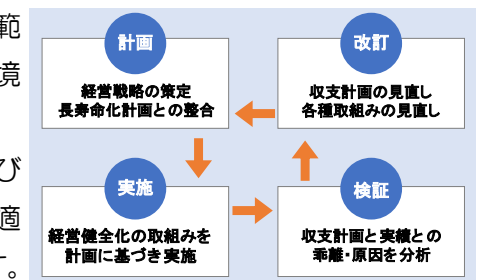 範
境
び
適
。
計画
経営戦略の策定
長寿命化計画との整合
改訂
収支計画の見直し
各種取組みの見直し
実施
経営健全化の取組みを
計画に基づき実施
検証
収支計画と実績との
乖離・原因を分析